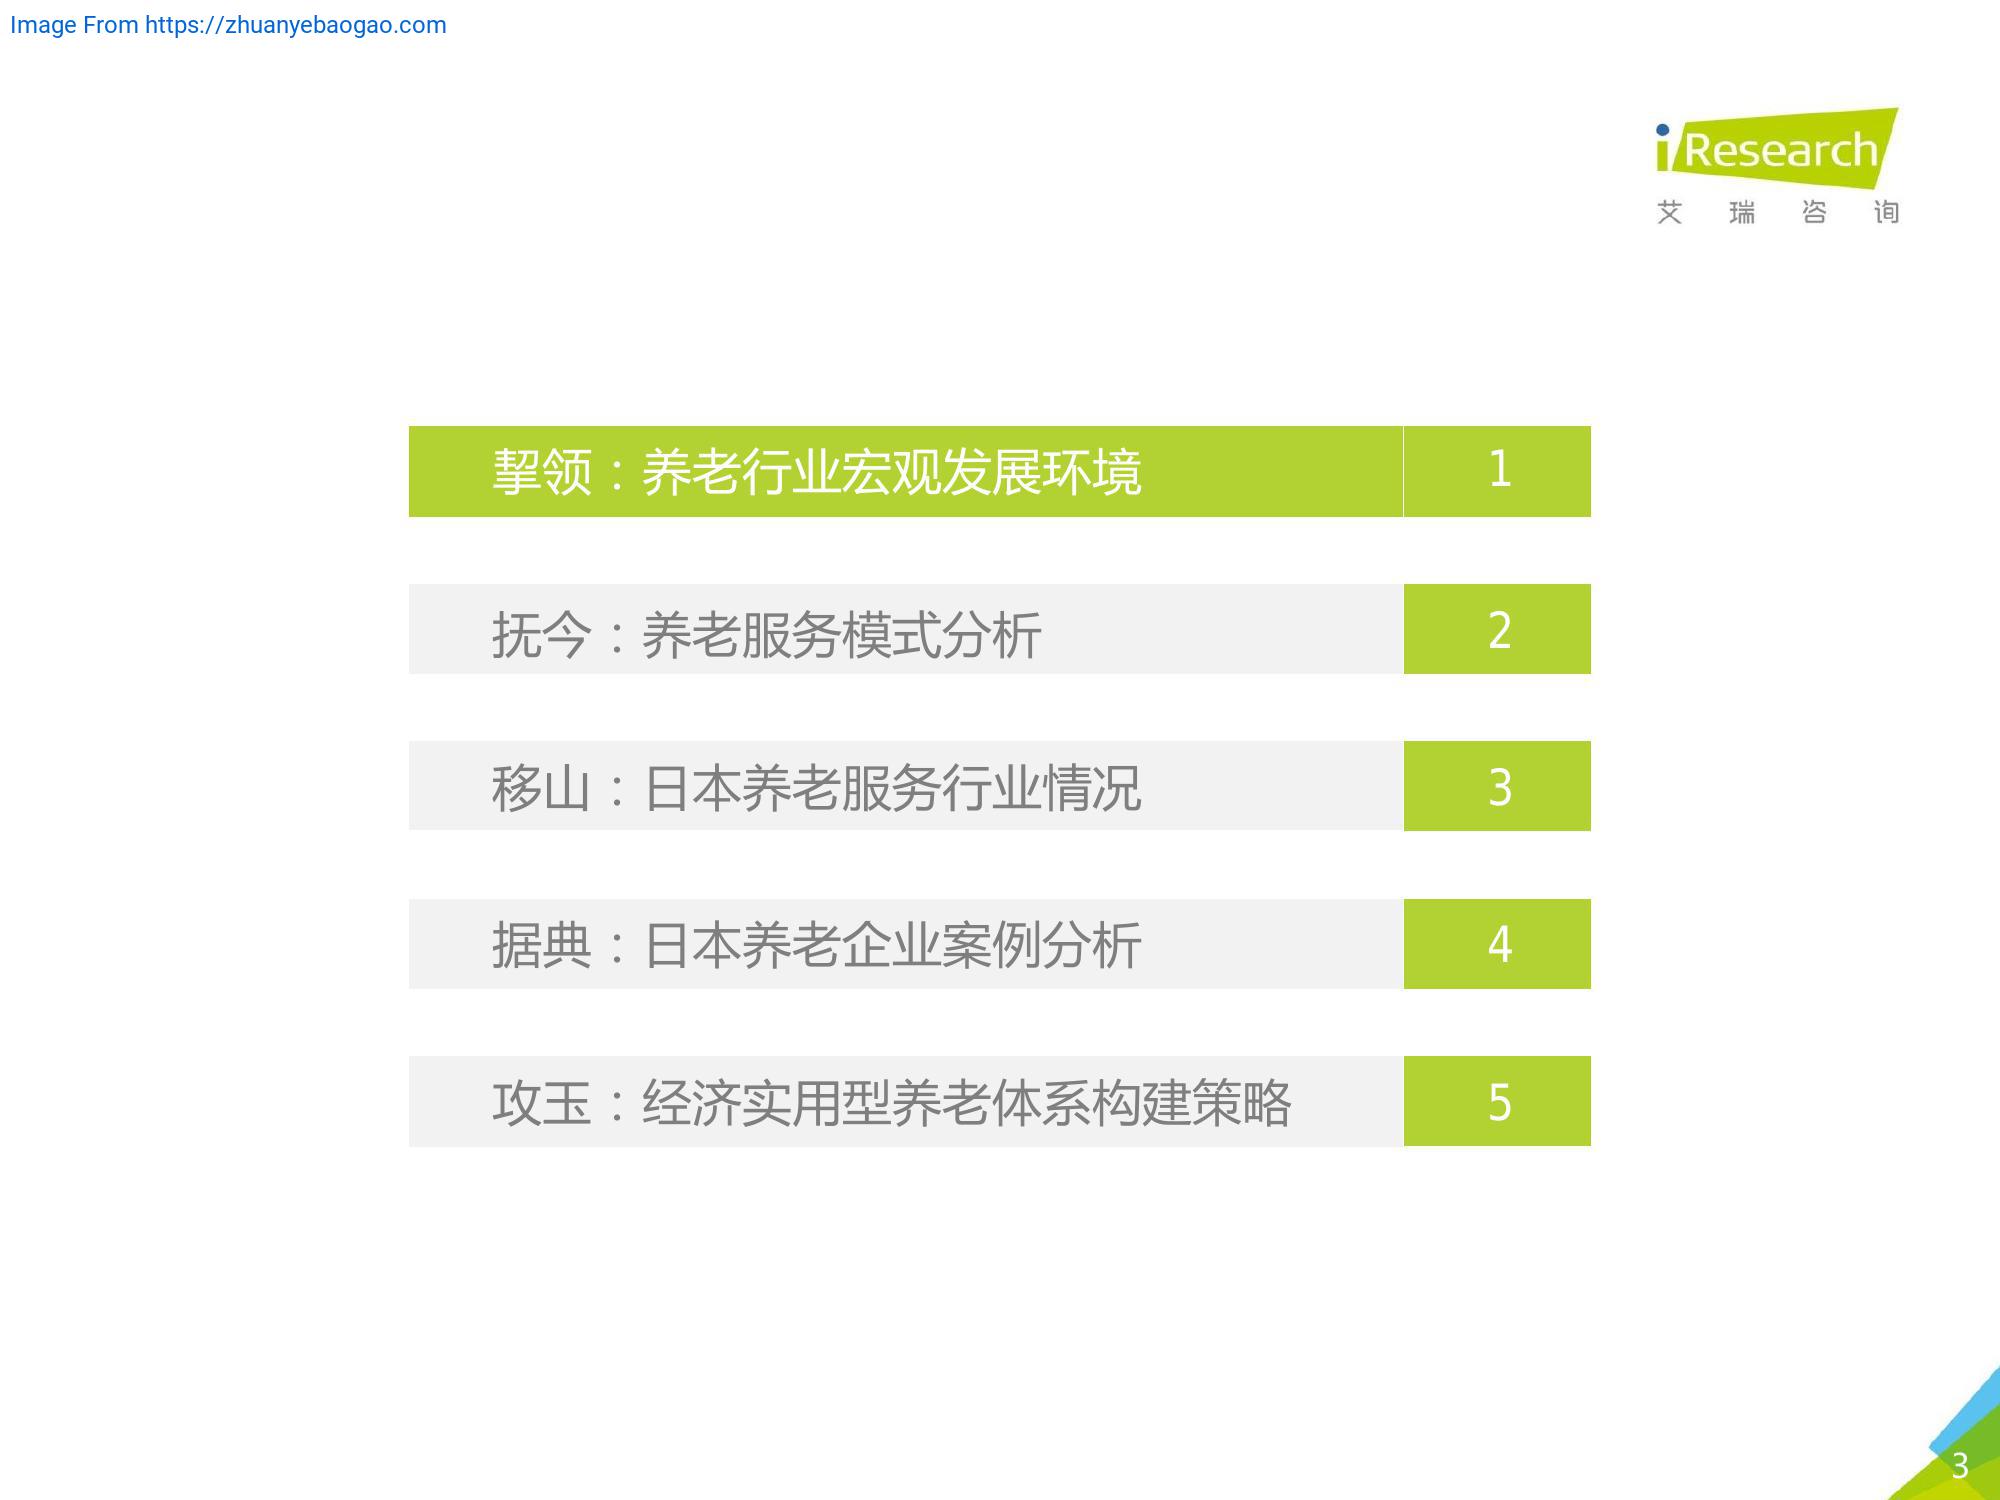 Image From https://zhuanyebaogao.com
iResearch
艾瑞咨询
挈领：养老行业宏观发展环境 1
抚今：养老服务模式分析 2
移山：日本养老服务行业情况 3
据典：日本养老企业案例分析 4
攻玉：经济实用型养老体系构建策略 5
3